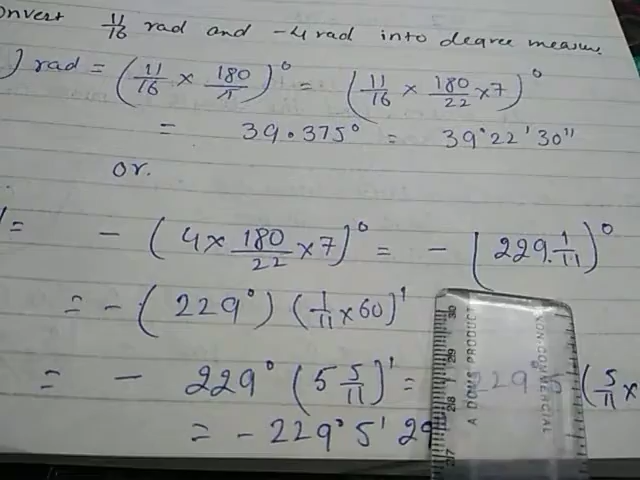 onvert 11/16 rad and -4 rad into degree measure.
) rad = (11/16 × 180/π)° = (11/16 × 180/22 × 7)°
= 39.375° = 39°22'30"
or.
= - (4 × 180/22 × 7)° = - (229. 1/11)°
= - (229°) (1/11 × 60)'
= - 229° (5 5/11)' = 229° 5' (5/11 ×
= - 229° 5' 29
A DOMS PRODUCT
NON-COMMERCIAL
30
29
28
27